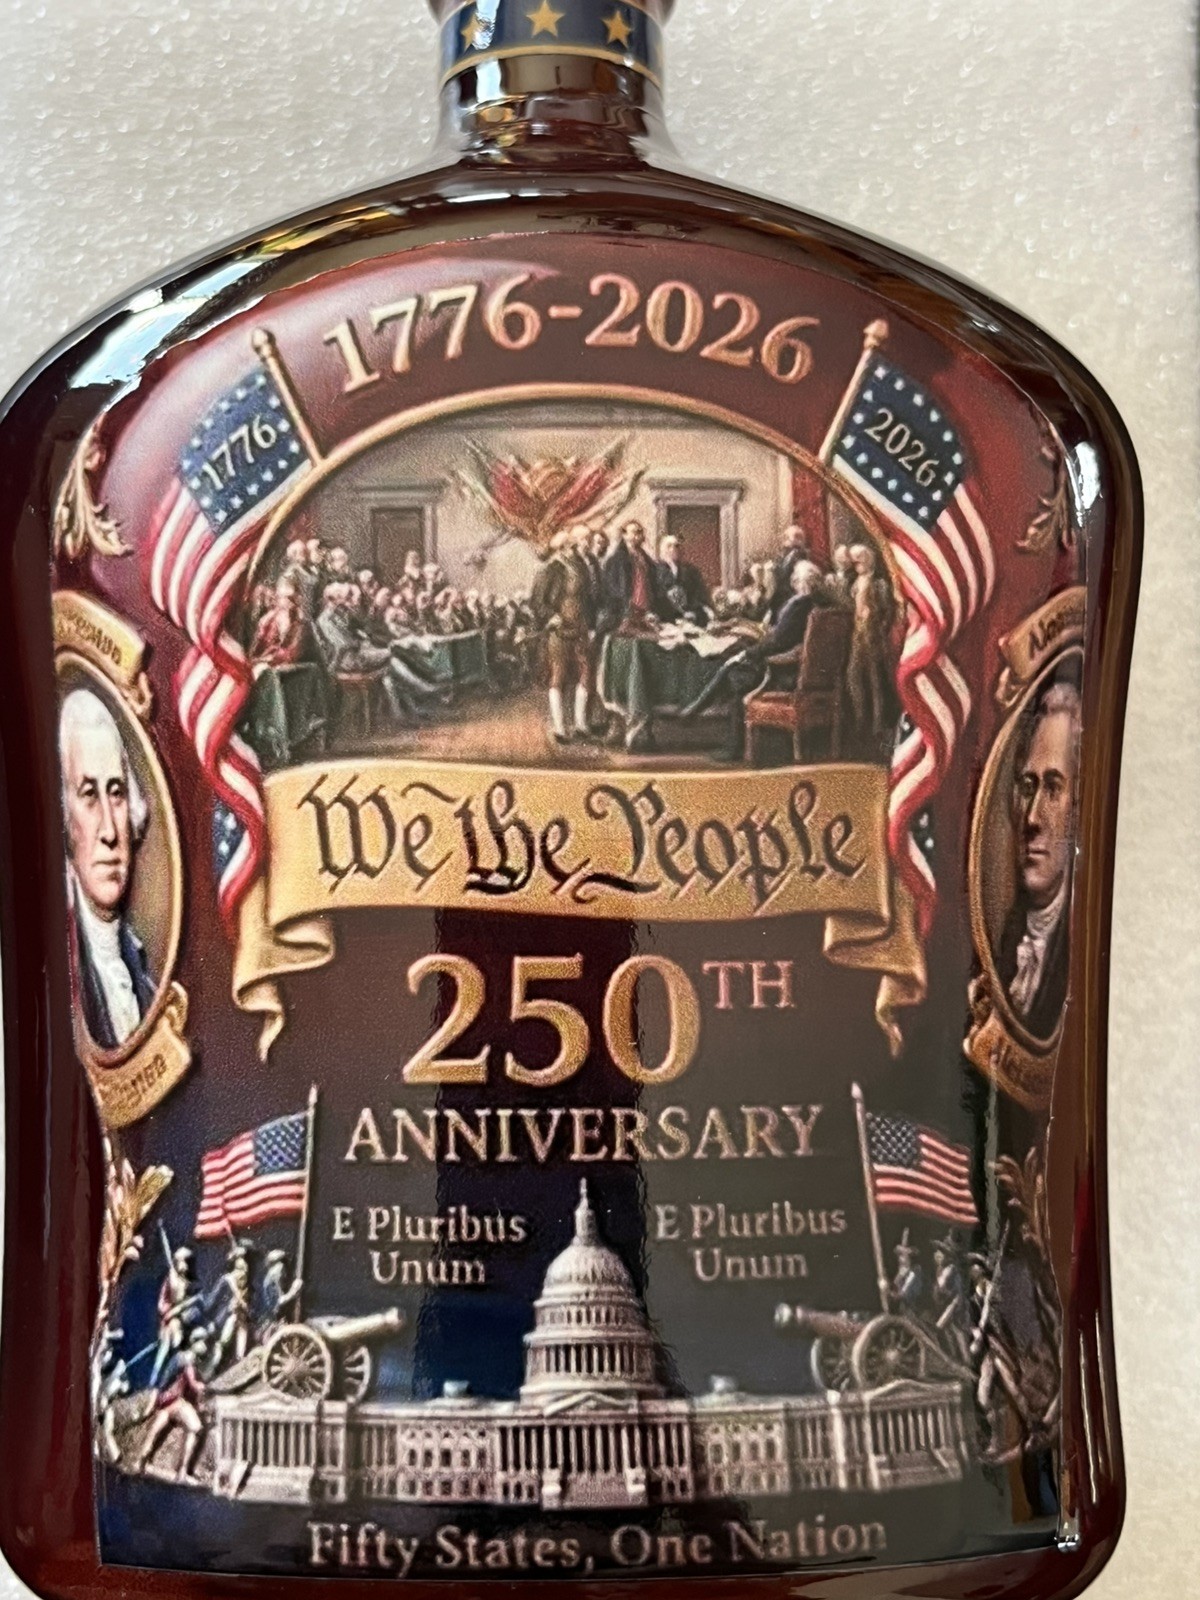 1776-2026
1776
2026
We the People
250TH
ANNIVERSARY
E Pluribus
Unum
E Pluribus
Unum
Fifty States, One Nation